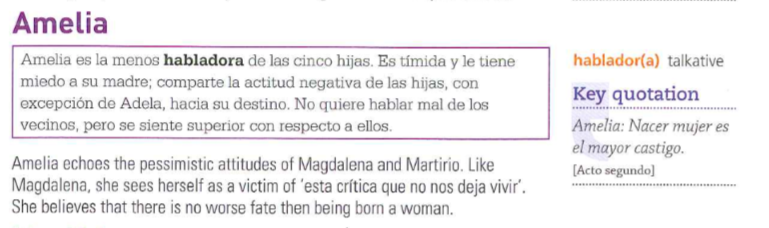 Amelia
Amelia es la menos habladora de las cinco hijas. Es tímida y le tiene
miedo a su madre; comparte la actitud negativa de las hijas, con
excepción de Adela, hacia su destino. No quiere hablar mal de los
vecinos, pero se siente superior con respecto a ellos.
Amelia echoes the pessimistic attitudes of Magdalena and Martirio. Like
Magdalena, she sees herself as a victim of 'esta crítica que no nos deja vivir'.
She believes that there is no worse fate then being born a woman.
hablador(a) talkative
Key quotation
Amelia: Nacer mujer es
el mayor castigo.
[Acto segundo]